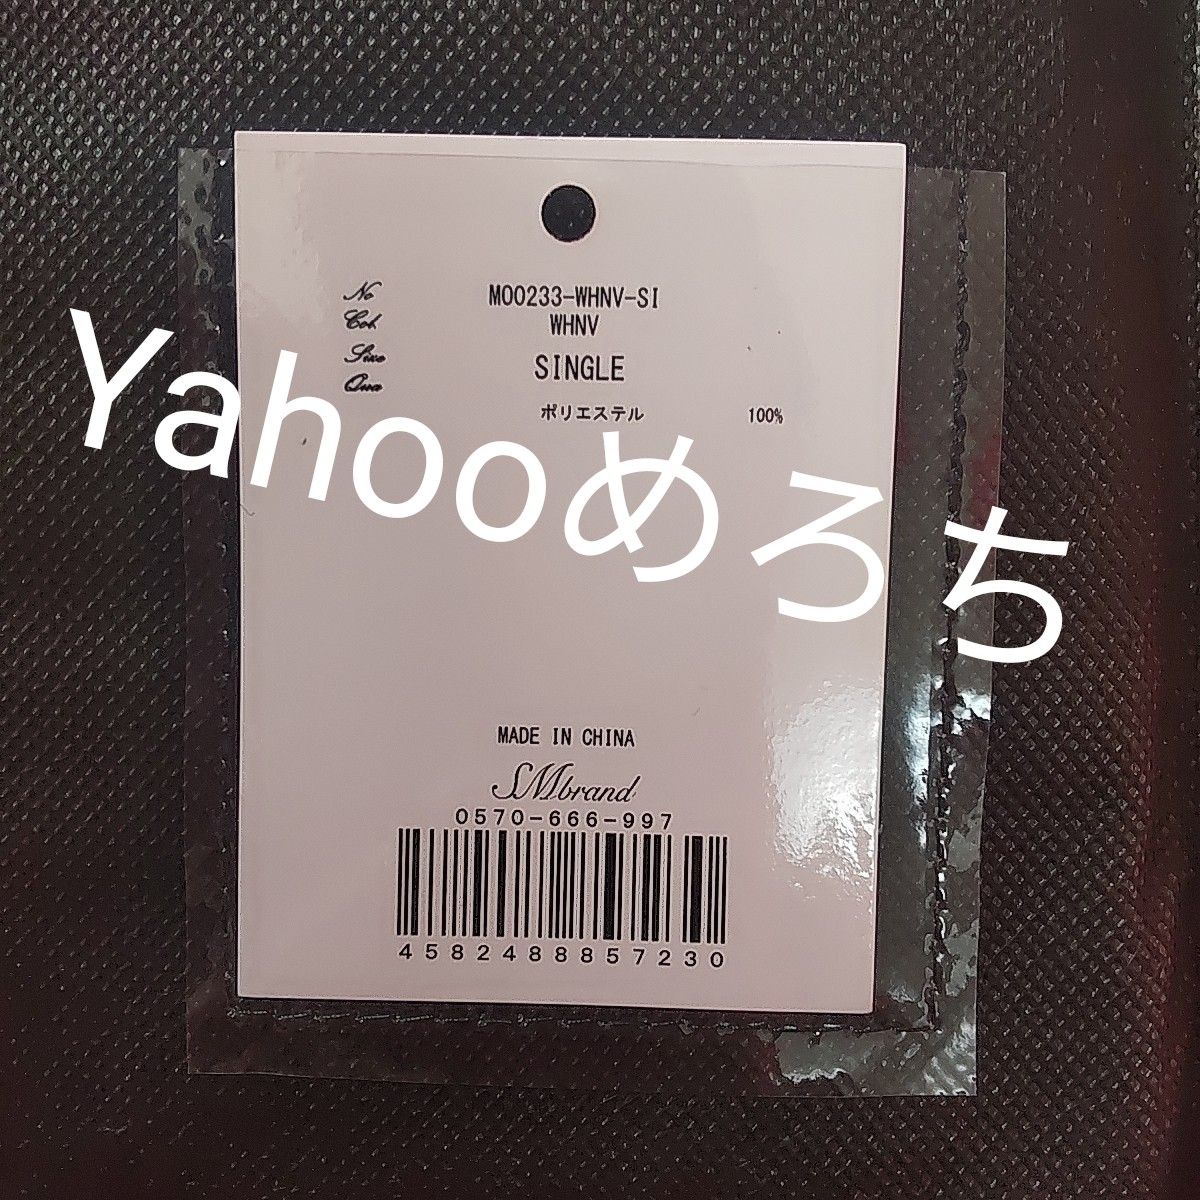 No M00233-WHNV-SI
Col. WHNV
Size SINGLE
Qua
ポリエステル 100%
Yahooめろち
MADE IN CHINA
SMbrand
0570-666-997
4582488857230